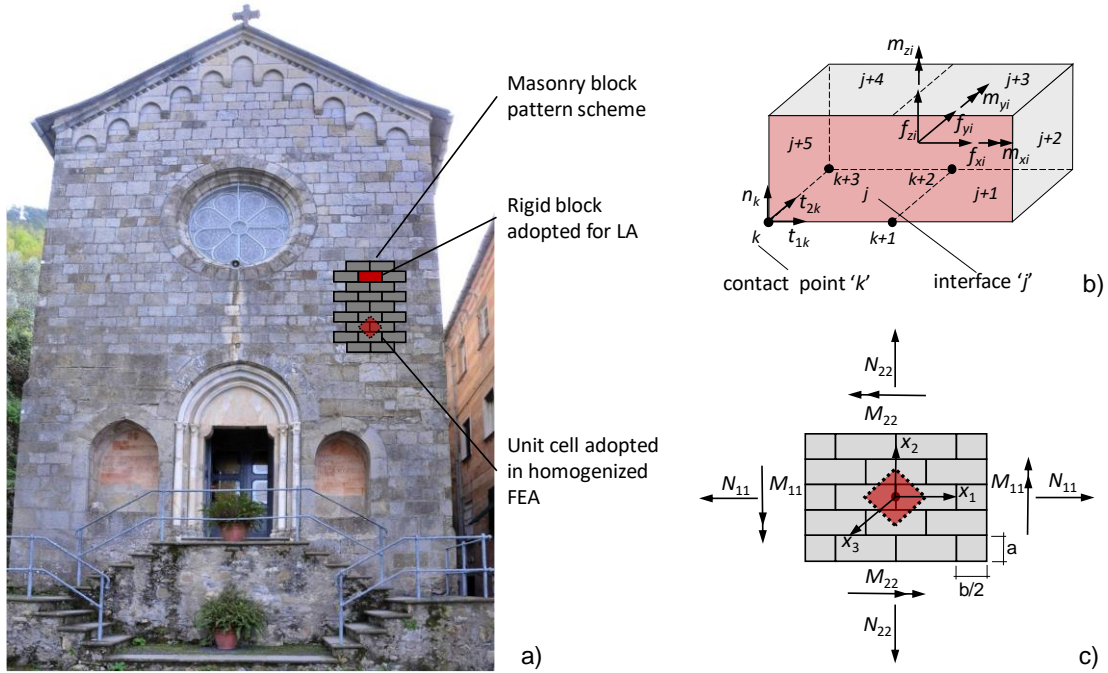 Masonry block
pattern scheme
Rigid block
adopted for LA
Unit cell adopted
in homogenized
FEA
a)
m_zi
j+4
j+3
m_yi
f_zi
f_yi
j+5
j+2
f_xi
m_xi
k+3
k+2
n_k
t_2k
j
j+1
k
t_1k
k+1
contact point ‘k’
interface ‘j’
b)
N_22
M_22
x_2
N_11
M_11
M_11
N_11
x_1
x_3
a
M_22
b/2
N_22
c)